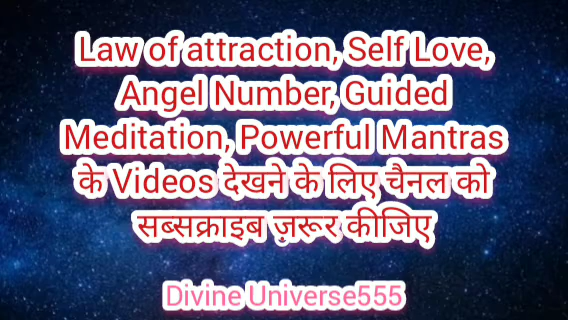 Law of attraction, Self Love,
Angel Number, Guided
Meditation, Powerful Mantras
के Videos देखने के लिए चैनल को
सब्सक्राइब ज़रूर कीजिए
Divine Universe555